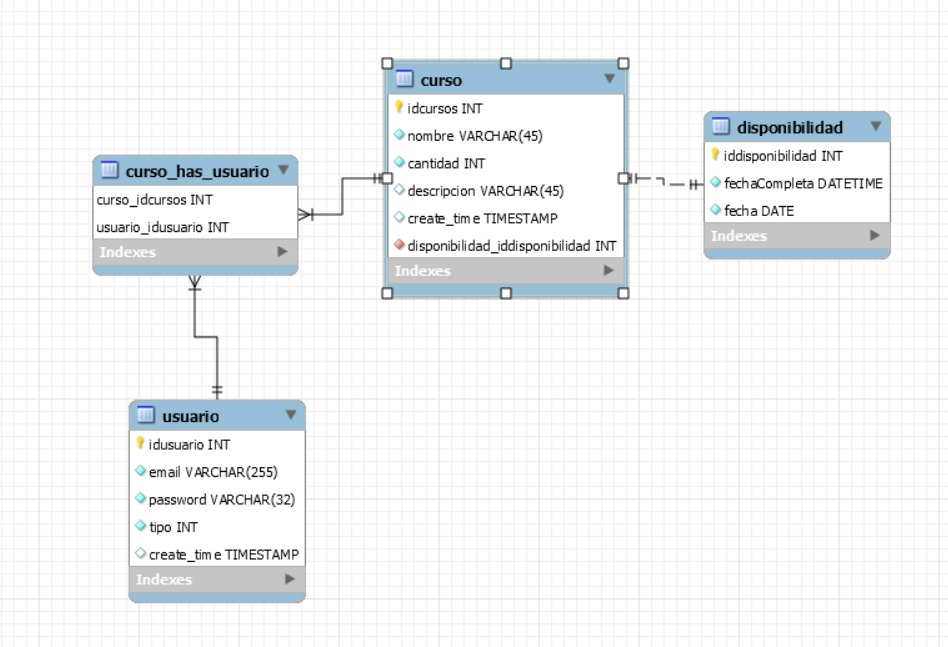 curso
idcursos INT
nombre VARCHAR(45)
cantidad INT
descripcion VARCHAR(45)
create_time TIMESTAMP
disponibilidad_iddisponibilidad INT
Indexes
disponibilidad
iddisponibilidad INT
fechaCompleta DATETIME
fecha DATE
Indexes
curso_has_usuario
curso_idcursos INT
usuario_idusuario INT
Indexes
usuario
idusuario INT
email VARCHAR(255)
password VARCHAR(32)
tipo INT
create_time TIMESTAMP
Indexes